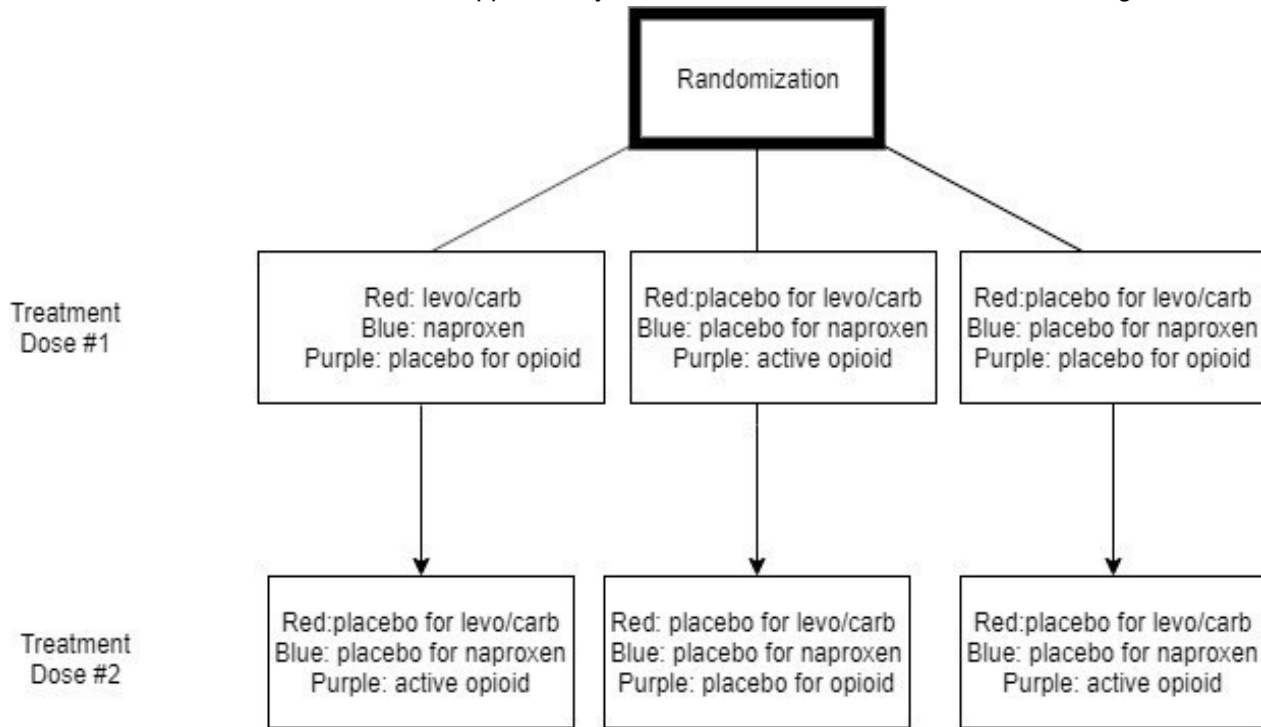 Randomization
Treatment
Dose #1
Red: levo/carb
Blue: naproxen
Purple: placebo for opioid
Red:placebo for levo/carb
Blue: placebo for naproxen
Purple: active opioid
Red:placebo for levo/carb
Blue: placebo for naproxen
Purple: placebo for opioid
Treatment
Dose #2
Red:placebo for levo/carb
Blue: placebo for naproxen
Purple: active opioid
Red: placebo for levo/carb
Blue: placebo for naproxen
Purple: placebo for opioid
Red:placebo for levo/carb
Blue: placebo for naproxen
Purple: active opioid